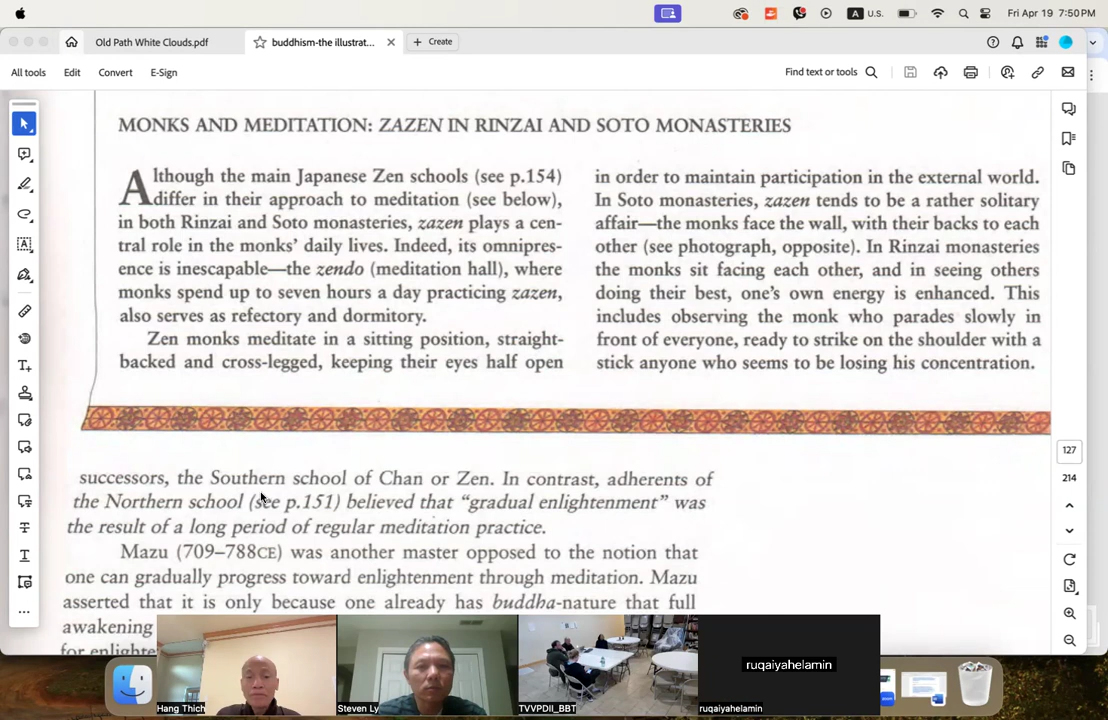 U.S.
Fri Apr 19 7:50 PM
Old Path White Clouds.pdf
buddhism-the illustrat...
Create
All tools
Edit
Convert
E-Sign
Find text or tools
MONKS AND MEDITATION: ZAZEN IN RINZAI AND SOTO MONASTERIES
Although the main Japanese Zen schools (see p.154)
differ in their approach to meditation (see below),
in both Rinzai and Soto monasteries, zazen plays a cen-
tral role in the monks' daily lives. Indeed, its omnipres-
ence is inescapable—the zendo (meditation hall), where
monks spend up to seven hours a day practicing zazen,
also serves as refectory and dormitory.
Zen monks meditate in a sitting position, straight-
backed and cross-legged, keeping their eyes half open
in order to maintain participation in the external world.
In Soto monasteries, zazen tends to be a rather solitary
affair—the monks face the wall, with their backs to each
other (see photograph, opposite). In Rinzai monasteries
the monks sit facing each other, and in seeing others
doing their best, one's own energy is enhanced. This
includes observing the monk who parades slowly in
front of everyone, ready to strike on the shoulder with a
stick anyone who seems to be losing his concentration.
successors, the Southern school of Chan or Zen. In contrast, adherents of
the Northern school (see p.151) believed that "gradual enlightenment" was
the result of a long period of regular meditation practice.
Mazu (709–788CE) was another master opposed to the notion that
one can gradually progress toward enlightenment through meditation. Mazu
asserted that it is only because one already has buddha-nature that full
awakening
for enlighte
127
214
ruqaiyahelamin
Hang Thich
Steven Ly
TVVPDII_BBT
ruqaiyahelamin